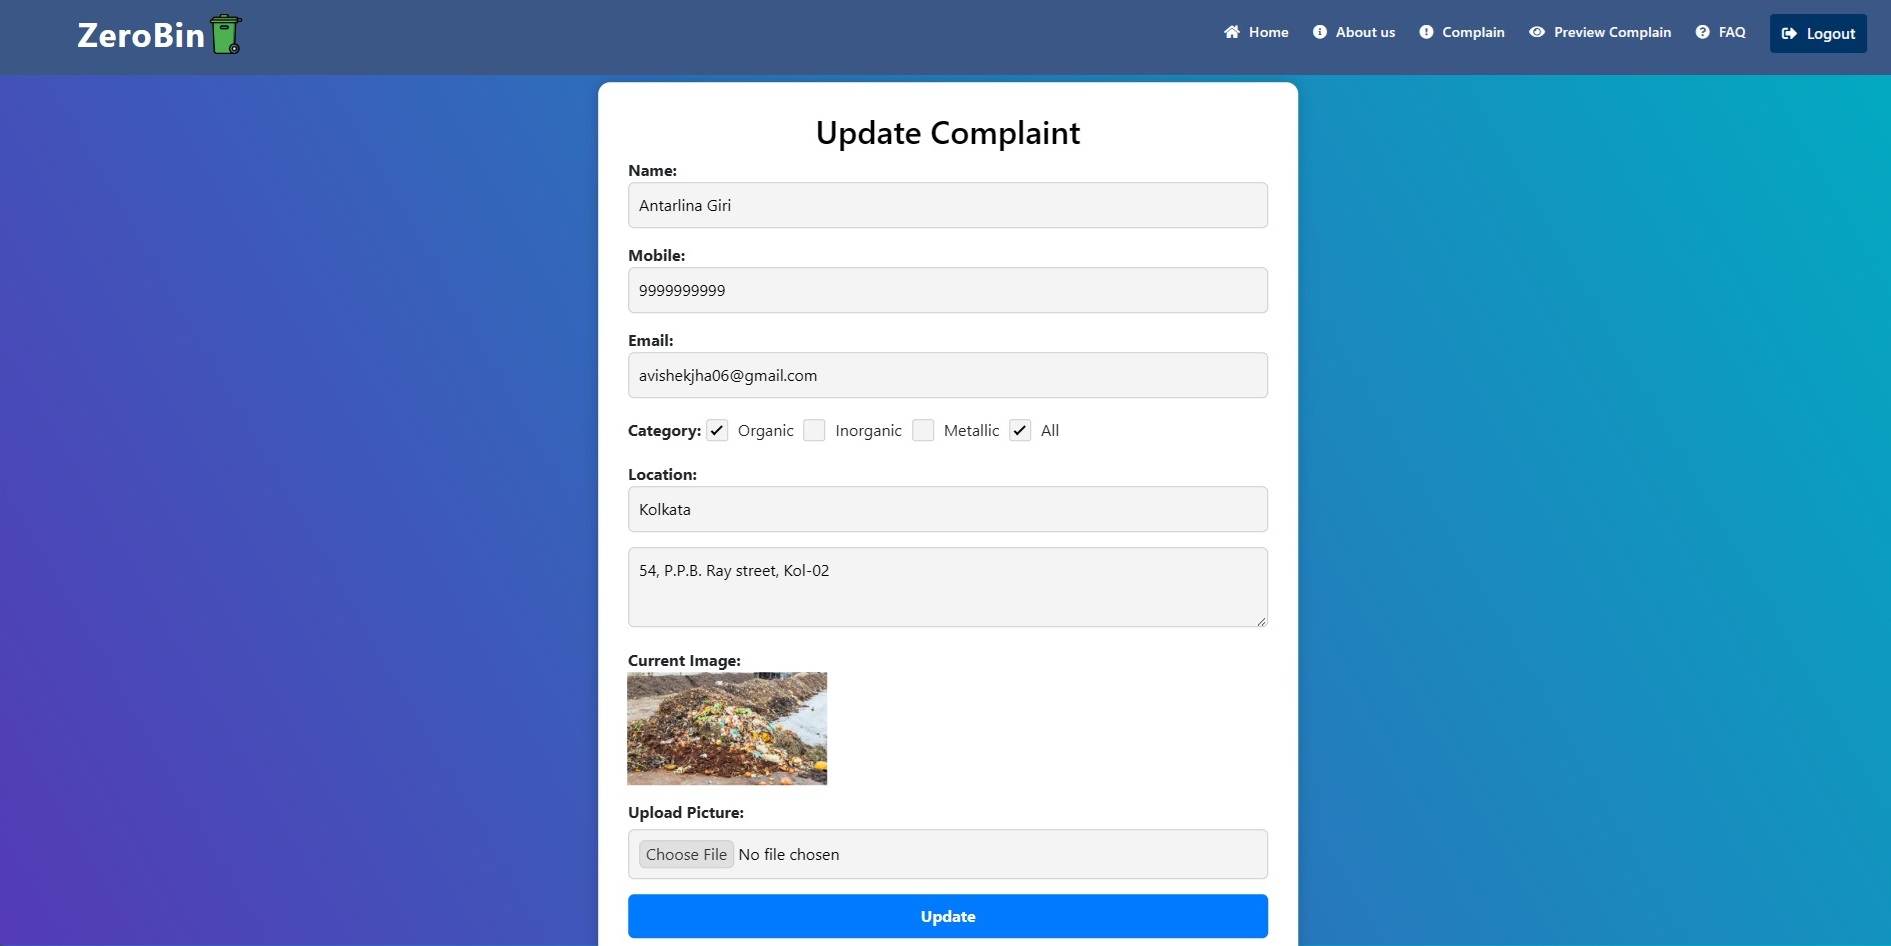 ZeroBin
Home About us Complain Preview Complain FAQ Logout
Update Complaint
Name:
Antarlina Giri
Mobile:
9999999999
Email:
avishekjha06@gmail.com
Category: Organic Inorganic Metallic All
Location:
Kolkata
54, P.P.B. Ray street, Kol-02
Current Image:
Upload Picture:
Choose File No file chosen
Update